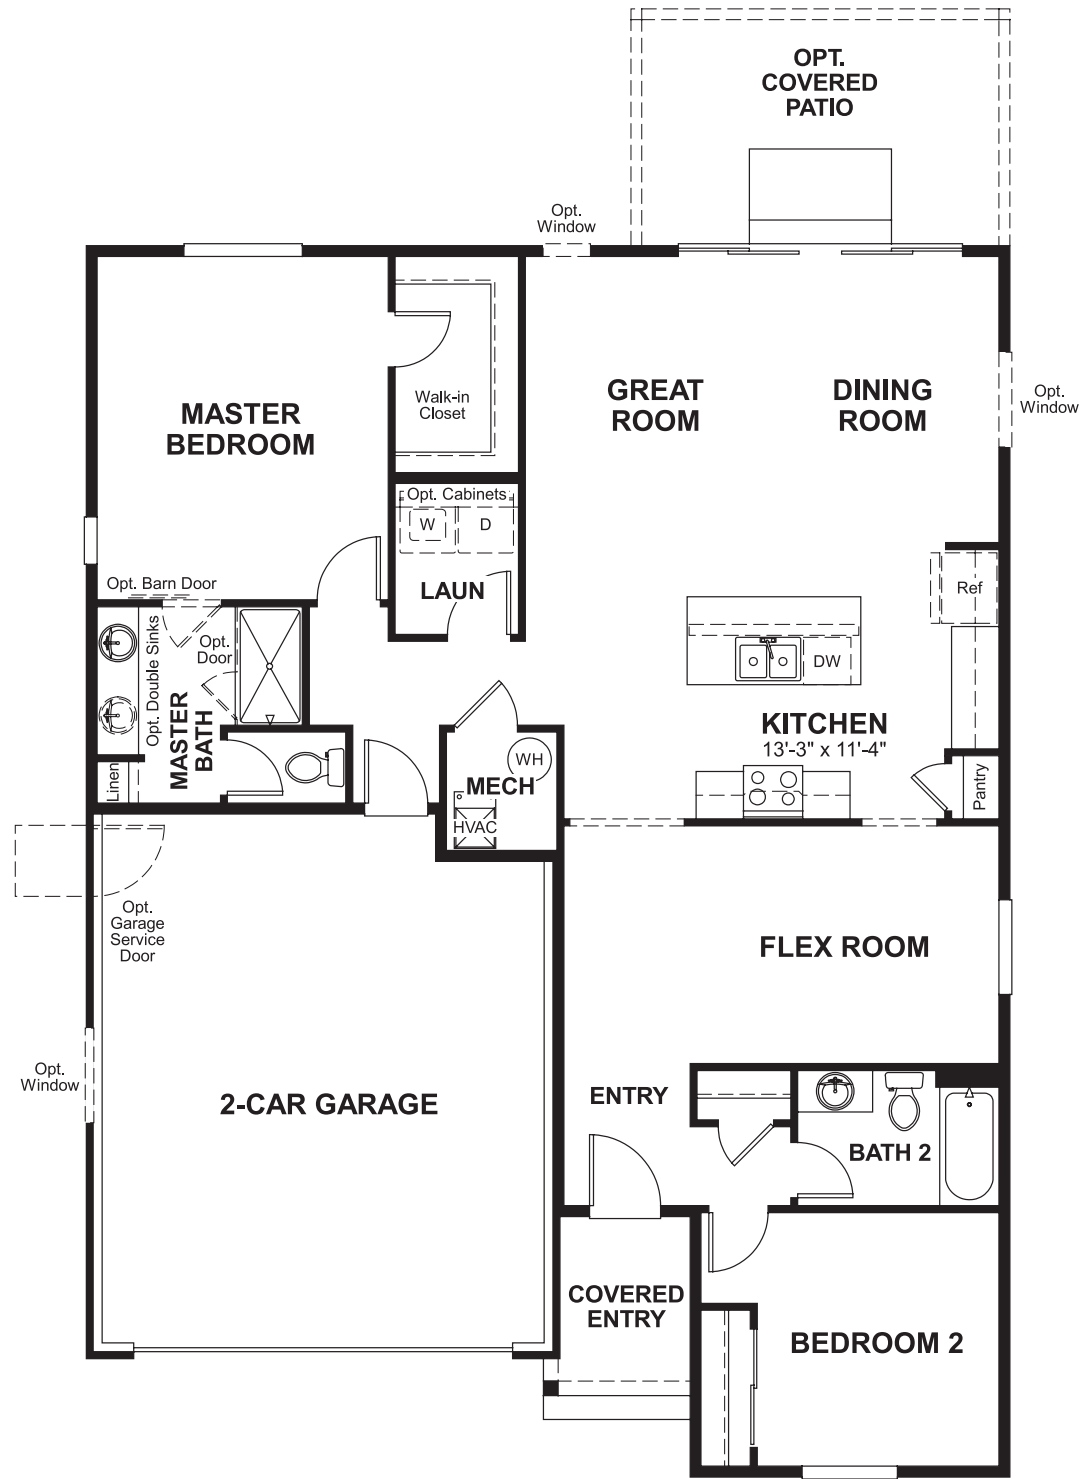 OPT.
COVERED
PATIO
Opt.
Window
GREAT
ROOM
DINING
ROOM
Opt.
Window
MASTER
BEDROOM
Walk-in
Closet
Opt. Cabinets
W
D
LAUN
Opt. Barn Door
Opt.
Door
Opt. Double Sinks
MASTER
BATH
Linen
Ref
DW
KITCHEN
13'-3" x 11'-4"
Pantry
WH
MECH
HVAC
Opt.
Garage
Service
Door
FLEX ROOM
Opt.
Window
2-CAR GARAGE
ENTRY
BATH 2
COVERED
ENTRY
BEDROOM 2